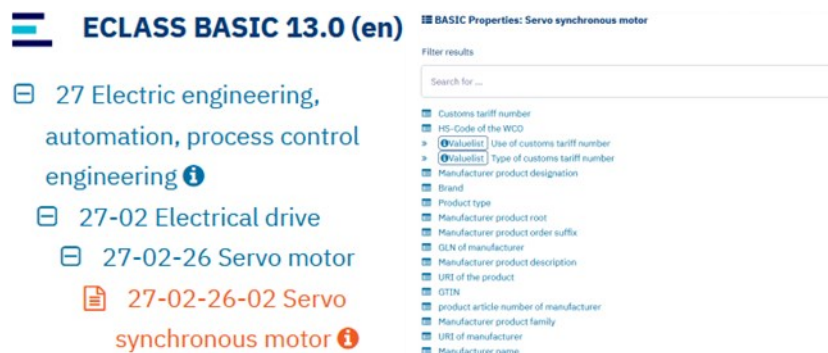 ECLASS BASIC 13.0 (en)
27 Electric engineering,
automation, process control
engineering
27-02 Electrical drive
27-02-26 Servo motor
27-02-26-02 Servo
synchronous motor
BASIC Properties: Servo synchronous motor
Filter results
Search for ...
Customs tariff number
HS-Code of the WCO
» Valuelist Use of customs tariff number
» Valuelist Type of customs tariff number
Manufacturer product designation
Brand
Product type
Manufacturer product root
Manufacturer product order suffix
GLN of manufacturer
Manufacturer product description
URI of the product
GTIN
product article number of manufacturer
Manufacturer product family
URI of manufacturer
Manufacturer name